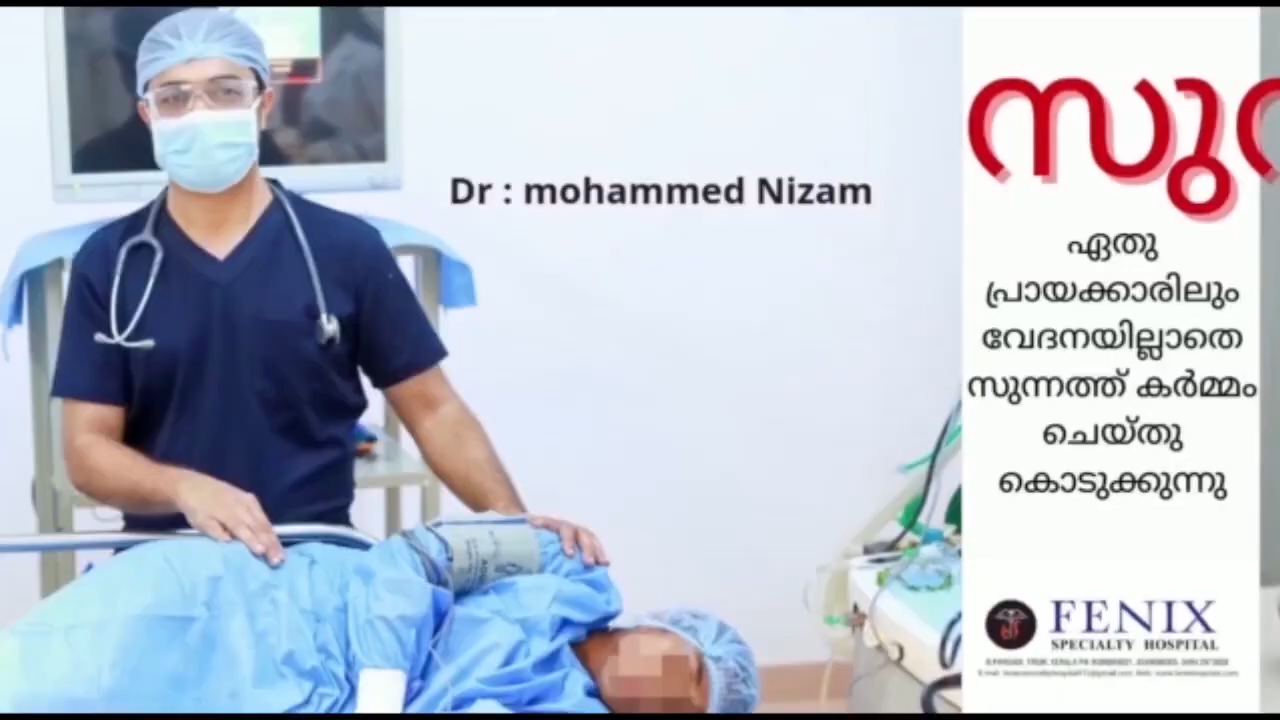 Dr : mohammed Nizam
സുന
ഏതു
പ്രായക്കാരിലും
വേദനയില്ലാതെ
സുന്നത്ത് കർമ്മം
ചെയ്തു
കൊടുക്കുന്നു
FENIX
SPECIALTY HOSPITAL